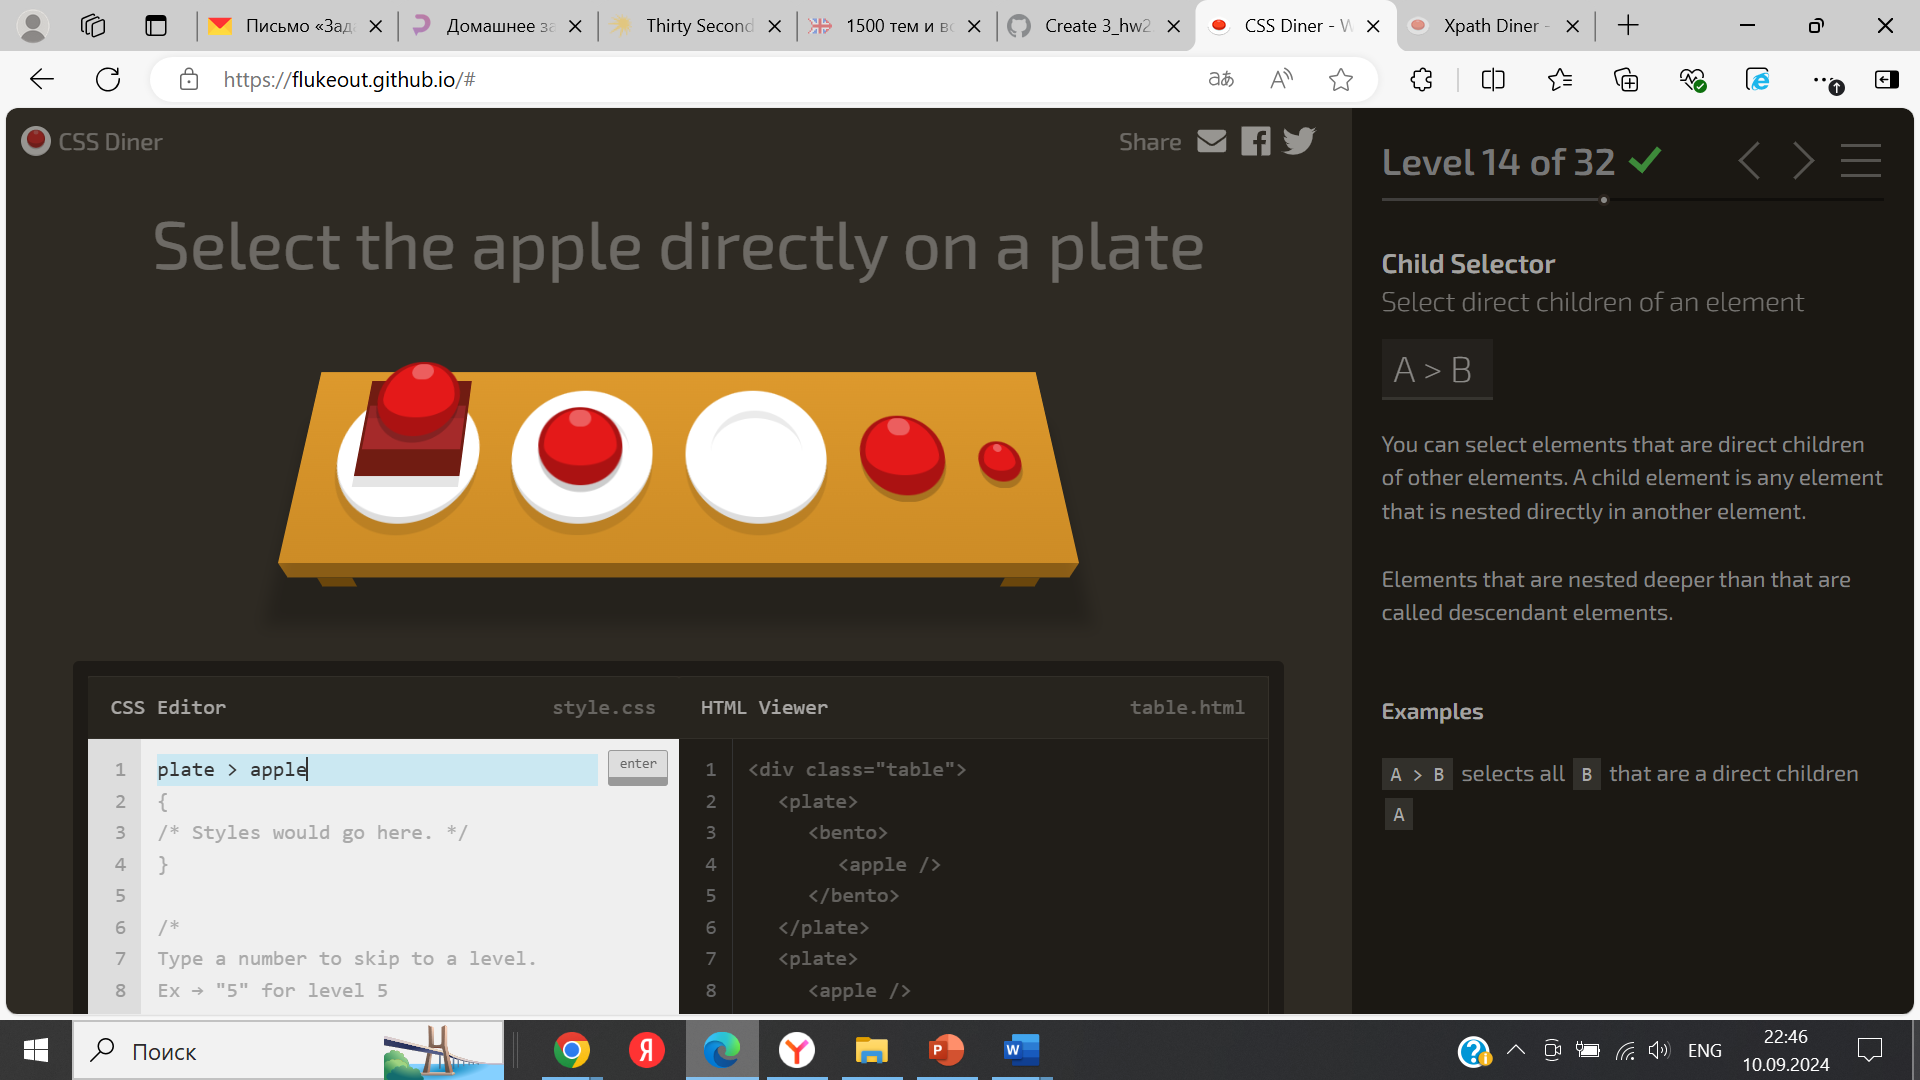 Письмо «Зад
Домашнее за
Thirty Second
1500 тем и во
Create 3_hw2
CSS Diner - W
Xpath Diner -
https://flukeout.github.io/#
CSS Diner
Share
Select the apple directly on a plate
CSS Editor
style.css
HTML Viewer
table.html
1 plate > apple
enter
2 {
3 /* Styles would go here. */
4 }
5
6 /*
7 Type a number to skip to a level.
8 Ex → "5" for level 5
1 <div class="table">
2 <plate>
3 <bento>
4 <apple />
5 </bento>
6 </plate>
7 <plate>
8 <apple />
Level 14 of 32
Child Selector
Select direct children of an element
A > B
You can select elements that are direct children
of other elements. A child element is any element
that is nested directly in another element.
Elements that are nested deeper than that are
called descendant elements.
Examples
A > B selects all B that are a direct children
A
Поиск
ENG
22:46
10.09.2024